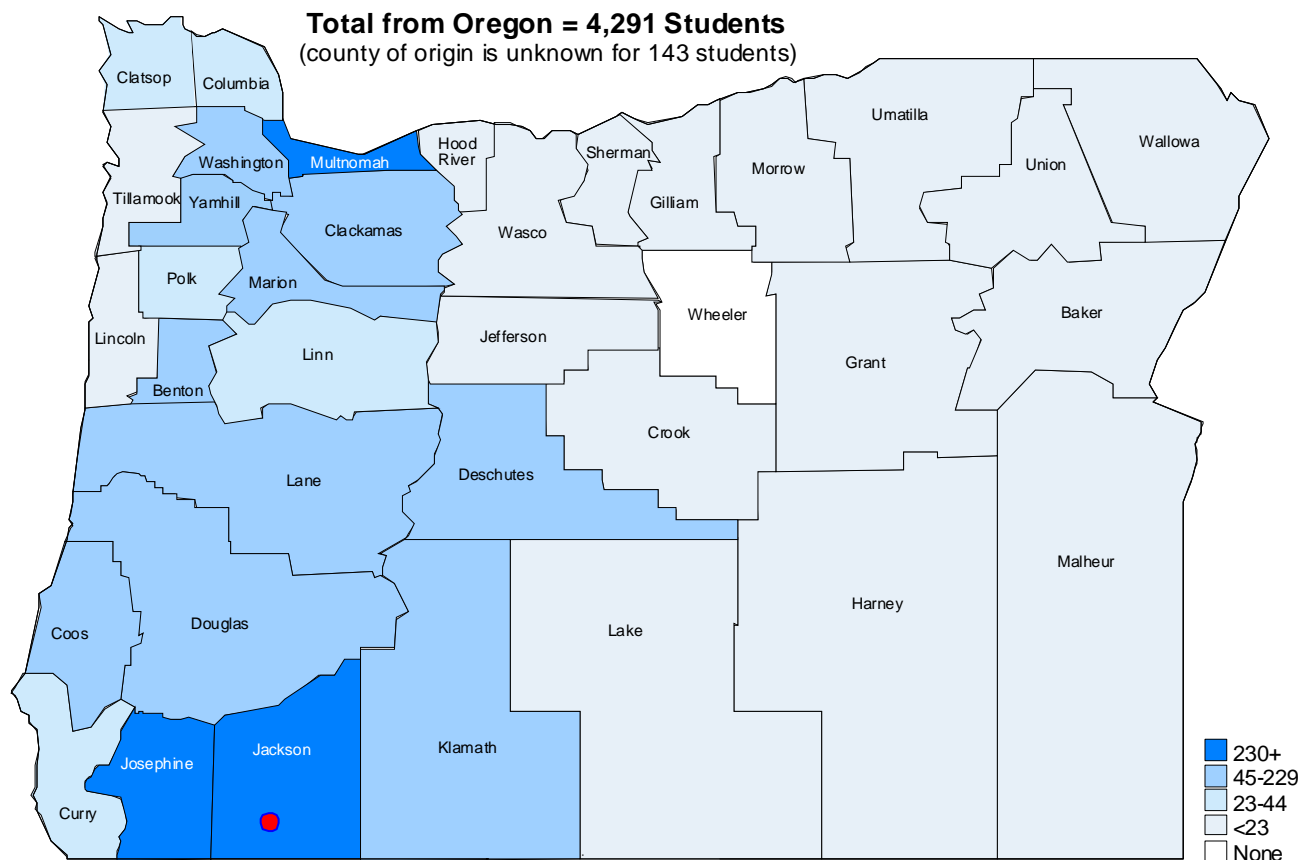 Total from Oregon = 4,291 Students
(county of origin is unknown for 143 students)
Clatsop
Columbia
Washington
Multnomah
Hood
River
Sherman
Umatilla
Wallowa
Tillamook
Yamhill
Clackamas
Wasco
Gilliam
Morrow
Union
Polk
Marion
Lincoln
Linn
Jefferson
Wheeler
Grant
Baker
Benton
Lane
Deschutes
Crook
Coos
Douglas
Lake
Harney
Malheur
Josephine
Jackson
Klamath
Curry
230+
45-229
23-44
<23
None